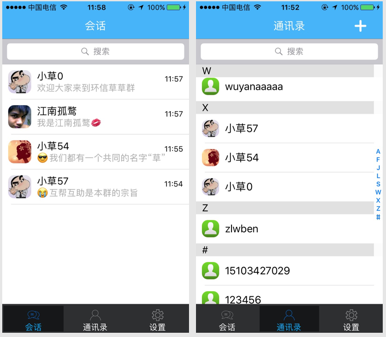 中国电信 11:58 100%
会话
搜索
小草0 11:57
欢迎大家来到环信草草群
江南孤鹜 11:57
我是江南孤鹜💋
小草54 11:55
😎我们都有一个共同的名字“草”
小草57 11:54
😭互帮互助是本群的宗旨
会话 通讯录 设置
中国电信 11:52 100%
通讯录 +
搜索
W
wuyanaaaaa
X
小草57
小草54
小草0
Z
zlwben
#
15103427029
123456
A
F
J
L
S
W
X
Z
#
会话 通讯录 设置